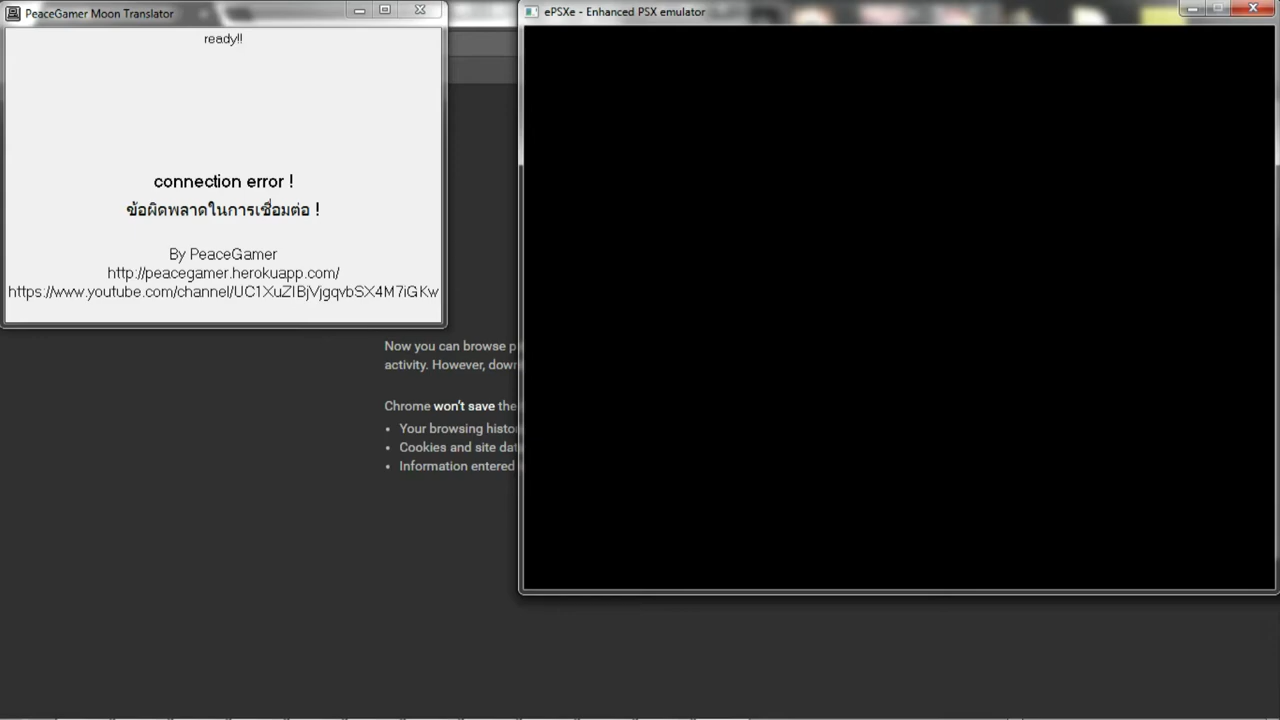 PeaceGamer Moon Translator
ready!!
connection error !
ข้อผิดพลาดในการเชื่อมต่อ !
By PeaceGamer
http://peacegamer.herokuapp.com/
https://www.youtube.com/channel/UC1XuZIBjVjgqvbSX4M7iGKw
ePSXe - Enhanced PSX emulator
Now you can browse p
activity. However, down
Chrome won't save the
• Your browsing histo
• Cookies and site dat
• Information entered